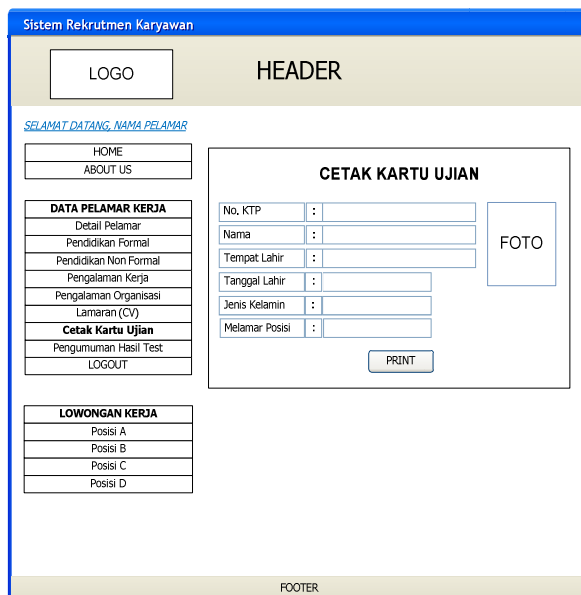 Sistem Rekrutmen Karyawan
LOGO
HEADER
SELAMAT DATANG, NAMA PELAMAR
HOME
ABOUT US
DATA PELAMAR KERJA
Detail Pelamar
Pendidikan Formal
Pendidikan Non Formal
Pengalaman Kerja
Pengalaman Organisasi
Lamaran (CV)
Cetak Kartu Ujian
Pengumuman Hasil Test
LOGOUT
LOWONGAN KERJA
Posisi A
Posisi B
Posisi C
Posisi D
CETAK KARTU UJIAN
No. KTP :
Nama :
Tempat Lahir :
Tanggal Lahir :
Jenis Kelamin :
Melamar Posisi :
FOTO
PRINT
FOOTER